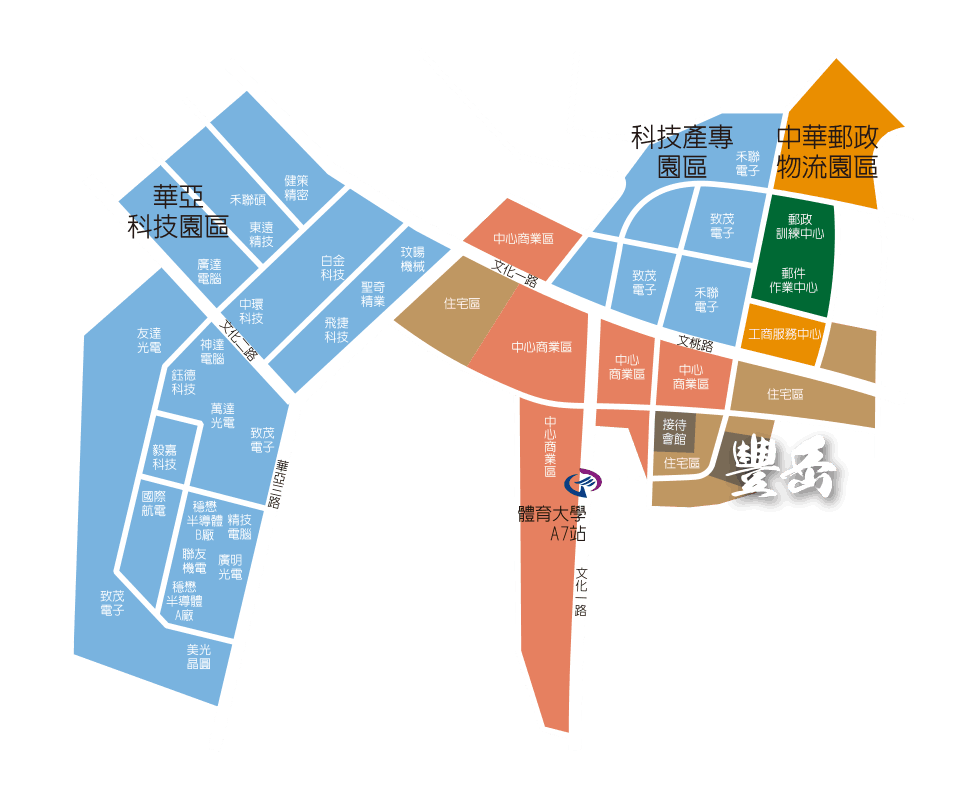 華亞
科技園區
科技產專
園區
中華郵政
物流園區
健策
精密
禾聯碩
東遠
精技
廣達
電腦
白金
科技
玟暘
機械
聖奇
精業
中環
科技
飛捷
科技
文化二路
友達
光電
神達
電腦
鈺德
科技
萬達
光電
致茂
電子
毅嘉
科技
華亞三路
國際
航電
穩懋
半導體
B廠
精技
電腦
聯友
機電
廣明
光電
穩懋
半導體
A廠
致茂
電子
美光
晶圓
中心商業區
文化一路
住宅區
中心商業區
中心
商業區
中心
商業區
文桃路
禾聯
電子
致茂
電子
致茂
電子
禾聯
電子
郵政
訓練中心
郵件
作業中心
工商服務中心
住宅區
中心商業區
接待
會館
住宅區
豐岳
體育大學
A7站
文化一路